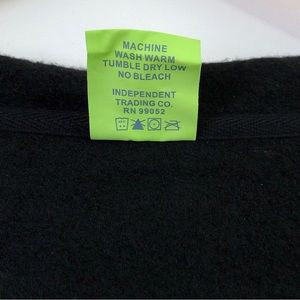 MACHINE
WASH WARM
TUMBLE DRY LOW
NO BLEACH
INDEPENDENT
TRADING CO.
RN 99052